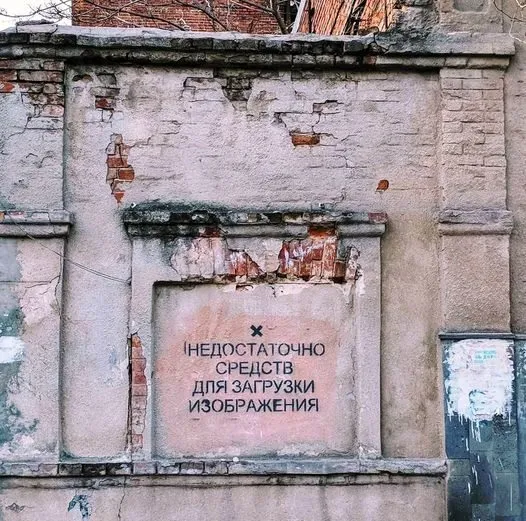 ×
НЕДОСТАТОЧНО
СРЕДСТВ
ДЛЯ ЗАГРУЗКИ
ИЗОБРАЖЕНИЯ